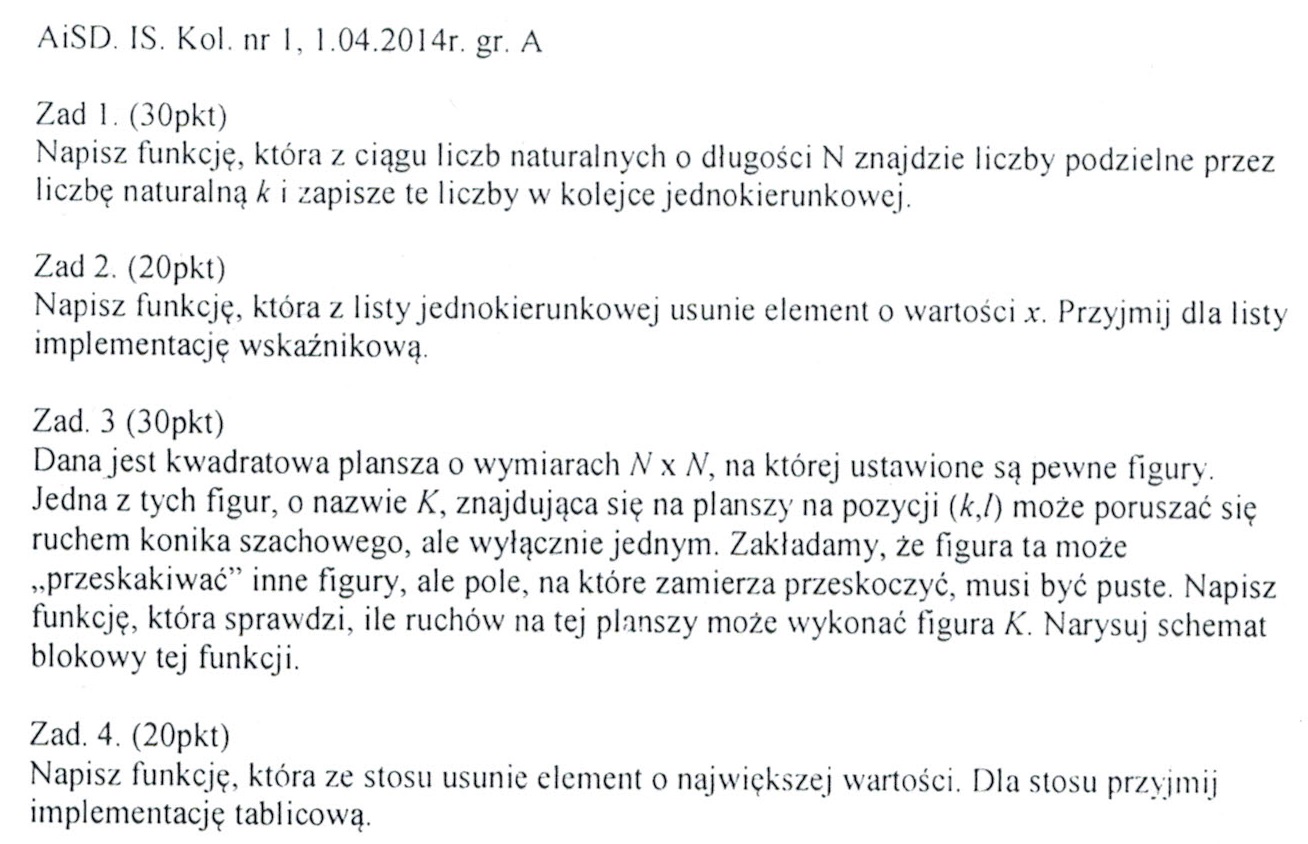 AiSD. IS. Kol. nr 1, 1.04.2014r. gr. A
Zad 1. (30pkt)
Napisz funkcję, która z ciągu liczb naturalnych o długości N znajdzie liczby podzielne przez
liczbę naturalną k i zapisze te liczby w kolejce jednokierunkowej.
Zad 2. (20pkt)
Napisz funkcję, która z listy jednokierunkowej usunie element o wartości x. Przyjmij dla listy
implementację wskaźnikową.
Zad. 3 (30pkt)
Dana jest kwadratowa plansza o wymiarach N x N, na której ustawione są pewne figury.
Jedna z tych figur, o nazwie K, znajdująca się na planszy na pozycji (k,l) może poruszać się
ruchem konika szachowego, ale wyłącznie jednym. Zakładamy, że figura ta może
„przeskakiwać” inne figury, ale pole, na które zamierza przeskoczyć, musi być puste. Napisz
funkcję, która sprawdzi, ile ruchów na tej planszy może wykonać figura K. Narysuj schemat
blokowy tej funkcji.
Zad. 4. (20pkt)
Napisz funkcję, która ze stosu usunie element o największej wartości. Dla stosu przyjmij
implementację tablicową.